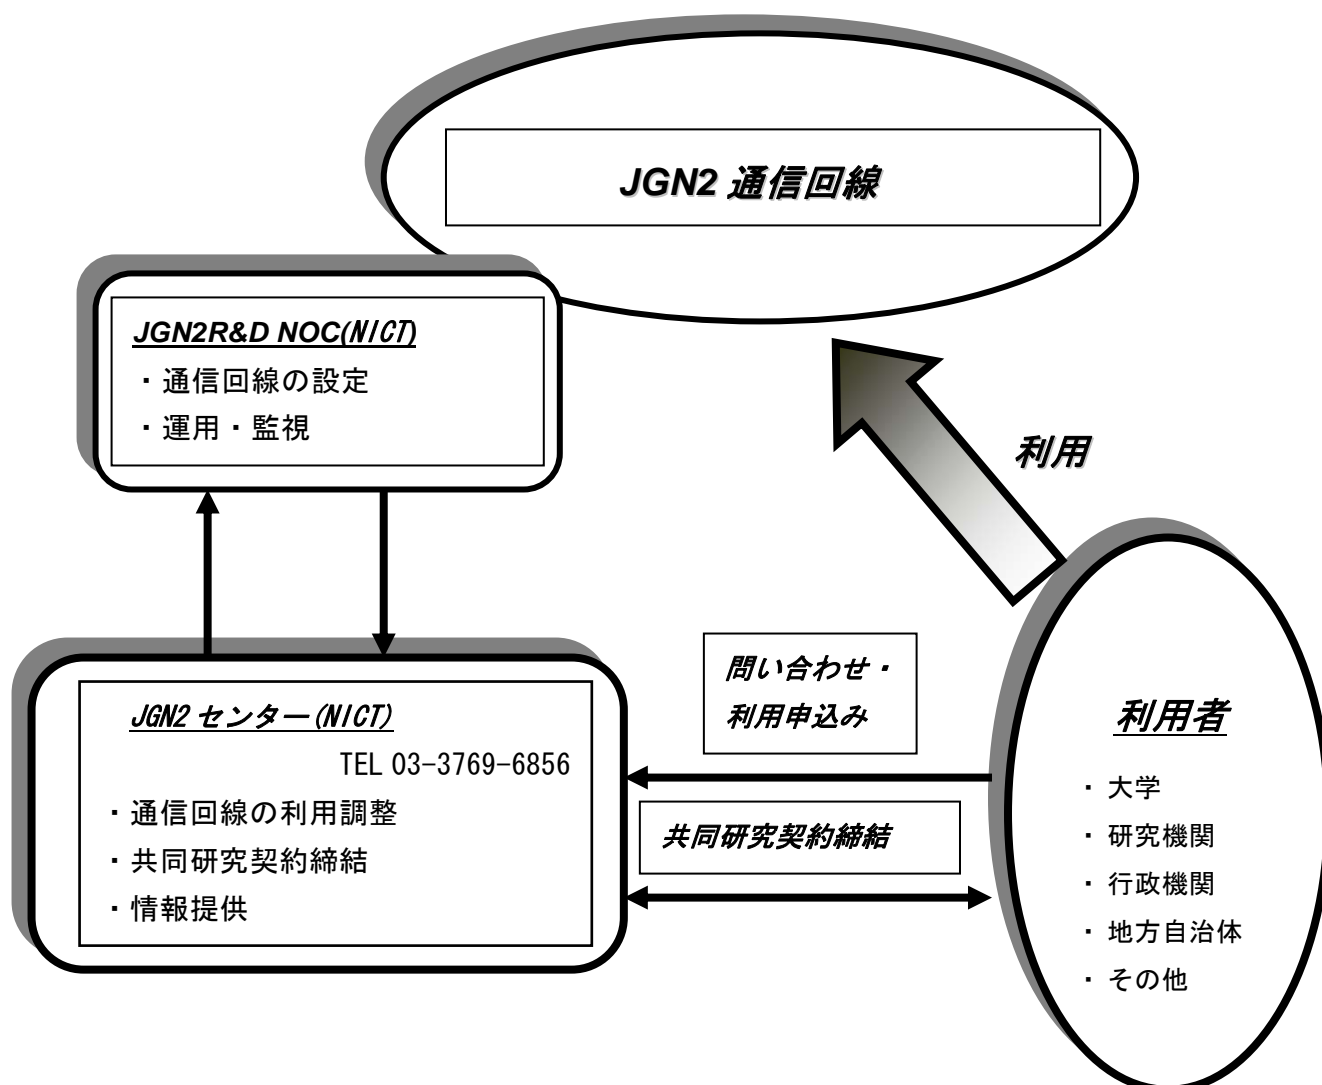 JGN2 通信回線
JGN2R&D NOC(NICT)
・通信回線の設定
・運用・監視
利用
JGN2 センター(NICT)
TEL 03-3769-6856
・通信回線の利用調整
・共同研究契約締結
・情報提供
問い合わせ・
利用申込み
共同研究契約締結
利用者
・ 大学
・ 研究機関
・ 行政機関
・ 地方自治体
・ その他